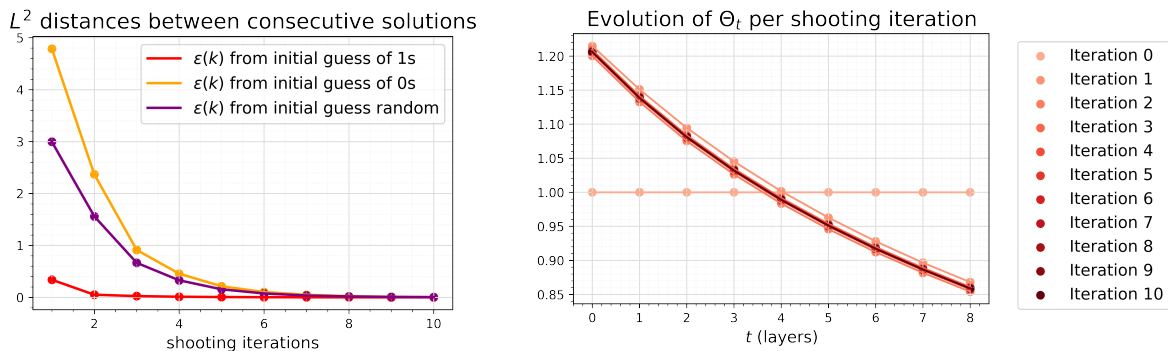 L² distances between consecutive solutions
5
4
3
2
1
0
2
4
6
8
10
shooting iterations
ε(k) from initial guess of 1s
ε(k) from initial guess of 0s
ε(k) from initial guess random
Evolution of Θt per shooting iteration
1.20
1.15
1.10
1.05
1.00
0.95
0.90
0.85
0
1
2
3
4
5
6
7
8
t (layers)
Iteration 0
Iteration 1
Iteration 2
Iteration 3
Iteration 4
Iteration 5
Iteration 6
Iteration 7
Iteration 8
Iteration 9
Iteration 10